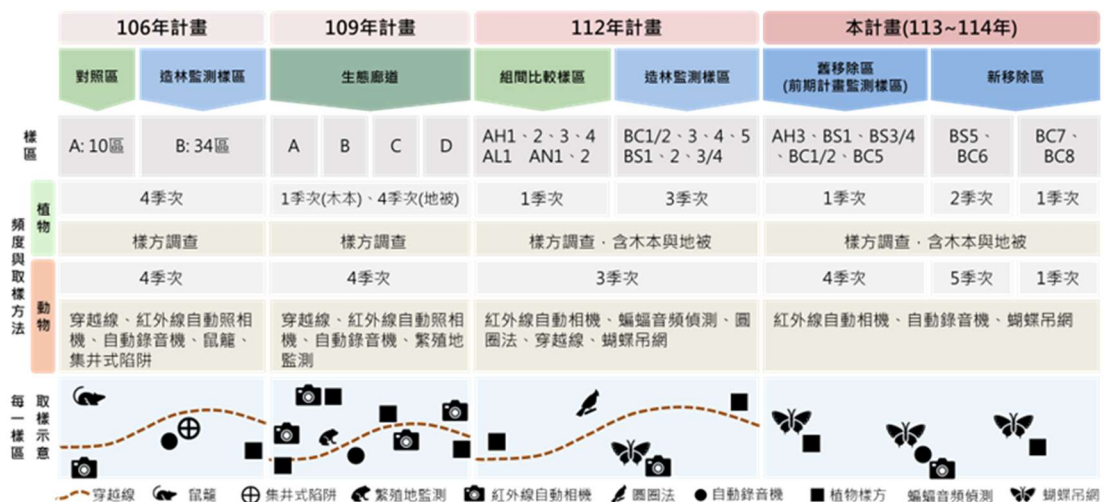 106年計畫
109年計畫
112年計畫
本計畫(113~114年)
對照區
造林監測樣區
生態廊道
組間比較樣區
造林監測樣區
舊移除區
(前期計畫監測樣區)
新移除區
樣區
A: 10區
B: 34區
A
B
C
D
AH1、2、3、4
AL1 AN1、2
BC1/2、3、4、5
BS1、2、3/4
AH3、BS1、BS3/4
、BC1/2、BC5
BS5、
BC6
BC7、
BC8
頻度與取樣方法
植物
4季次
1季次(木本)、4季次(地被)
1季次
3季次
1季次
2季次
1季次
樣方調查
樣方調查
樣方調查，含木本與地被
樣方調查，含木本與地被
動物
4季次
4季次
3季次
4季次
5季次
1季次
穿越線、紅外線自動照相
機、自動錄音機、鼠籠、
集井式陷阱
穿越線、紅外線自動照相
機、自動錄音機、繁殖地
監測
紅外線自動相機、蝙蝠音頻偵測、圓
圈法、穿越線、蝴蝶吊網
紅外線自動相機、自動錄音機、蝴蝶吊網
每一樣區
取樣示意
穿越線
鼠籠
集井式陷阱
繁殖地監測
紅外線自動相機
圓圈法
自動錄音機
植物樣方
蝙蝠音頻偵測
蝴蝶吊網